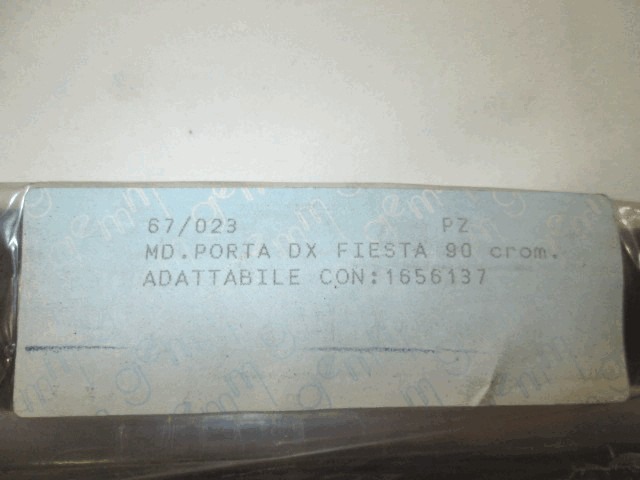 67/023 PZ
MD.PORTA DX FIESTA 90 crom.
ADATTABILE CON:1656137